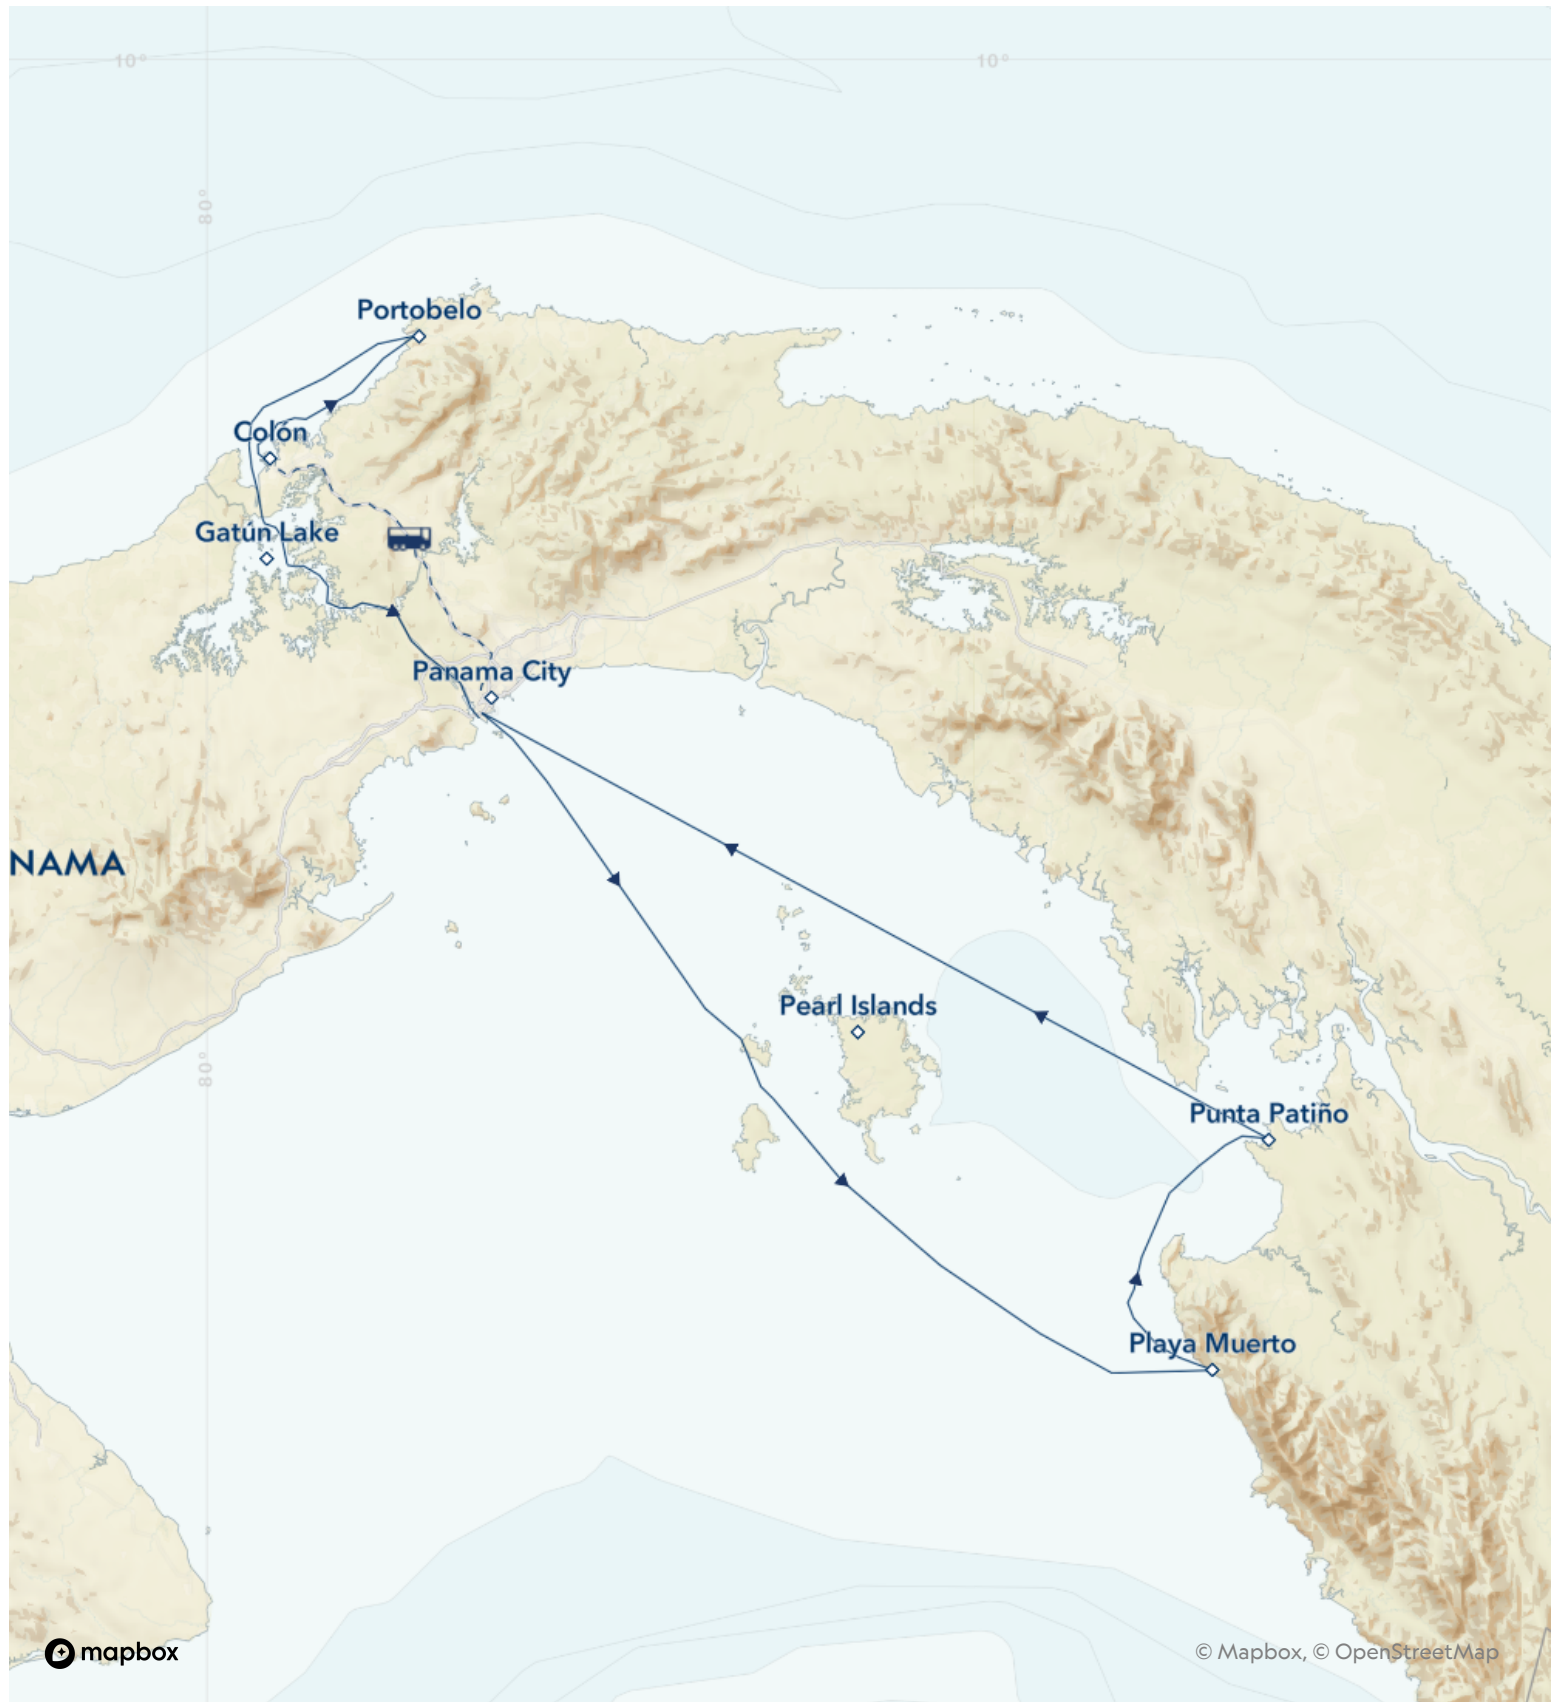 10°
10°
80°
Portobelo
Colón
Gatún Lake
Panama City
NAMA
Pearl Islands
80°
Punta Patiño
Playa Muerto
mapbox
© Mapbox, © OpenStreetMap